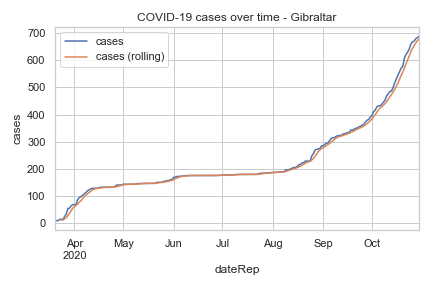 COVID-19 cases over time - Gibraltar
cases
cases (rolling)
700
600
500
400
300
200
100
0
cases
Apr
2020
May
Jun
Jul
Aug
Sep
Oct
dateRep